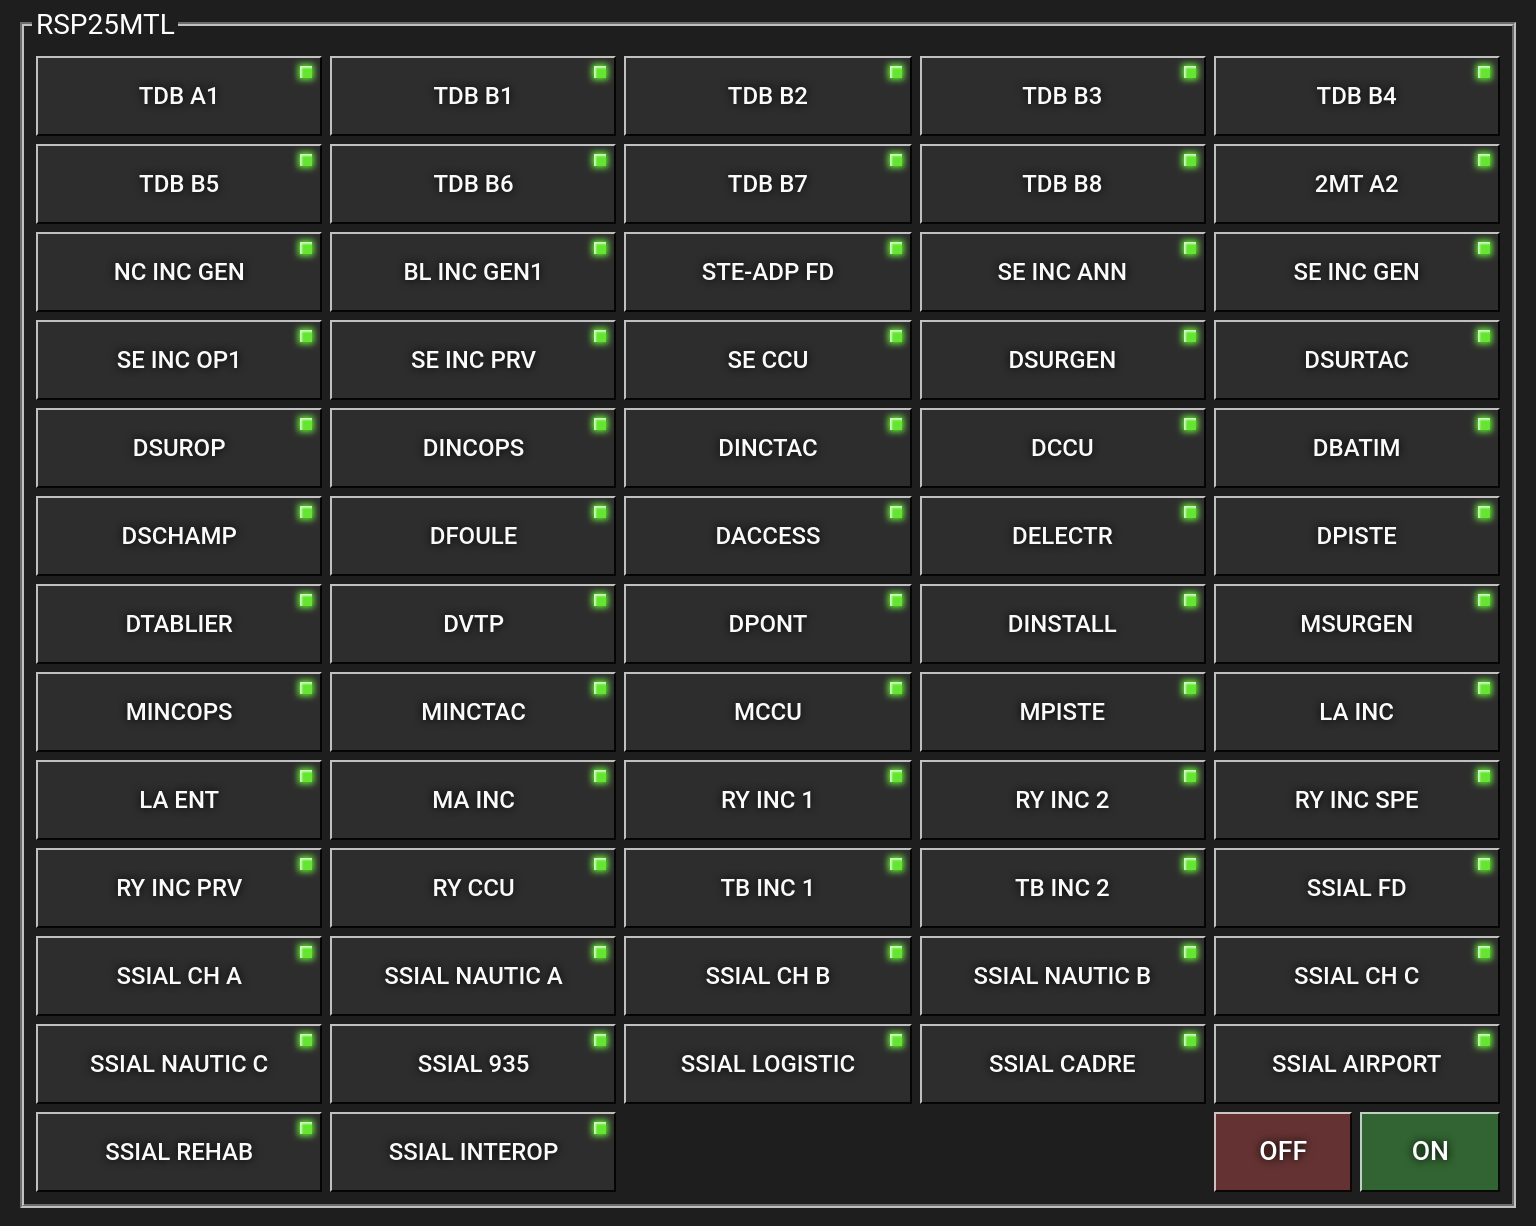 RSP25MTL
TDB A1
TDB B1
TDB B2
TDB B3
TDB B4
TDB B5
TDB B6
TDB B7
TDB B8
2MT A2
NC INC GEN
BL INC GEN1
STE-ADP FD
SE INC ANN
SE INC GEN
SE INC OP1
SE INC PRV
SE CCU
DSURGEN
DSURTAC
DSUROP
DINCOPS
DINCTAC
DCCU
DBATIM
DSCHAMP
DFOULE
DACCESS
DELECTR
DPISTE
DTABLIER
DVTP
DPONT
DINSTALL
MSURGEN
MINCOPS
MINCTAC
MCCU
MPISTE
LA INC
LA ENT
MA INC
RY INC 1
RY INC 2
RY INC SPE
RY INC PRV
RY CCU
TB INC 1
TB INC 2
SSIAL FD
SSIAL CH A
SSIAL NAUTIC A
SSIAL CH B
SSIAL NAUTIC B
SSIAL CH C
SSIAL NAUTIC C
SSIAL 935
SSIAL LOGISTIC
SSIAL CADRE
SSIAL AIRPORT
SSIAL REHAB
SSIAL INTEROP
OFF
ON